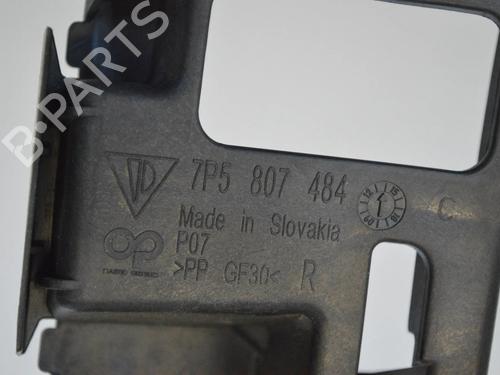 B-PARTS
7P5 807 484 C
Made in Slovakia
P07
>PP GF30< R